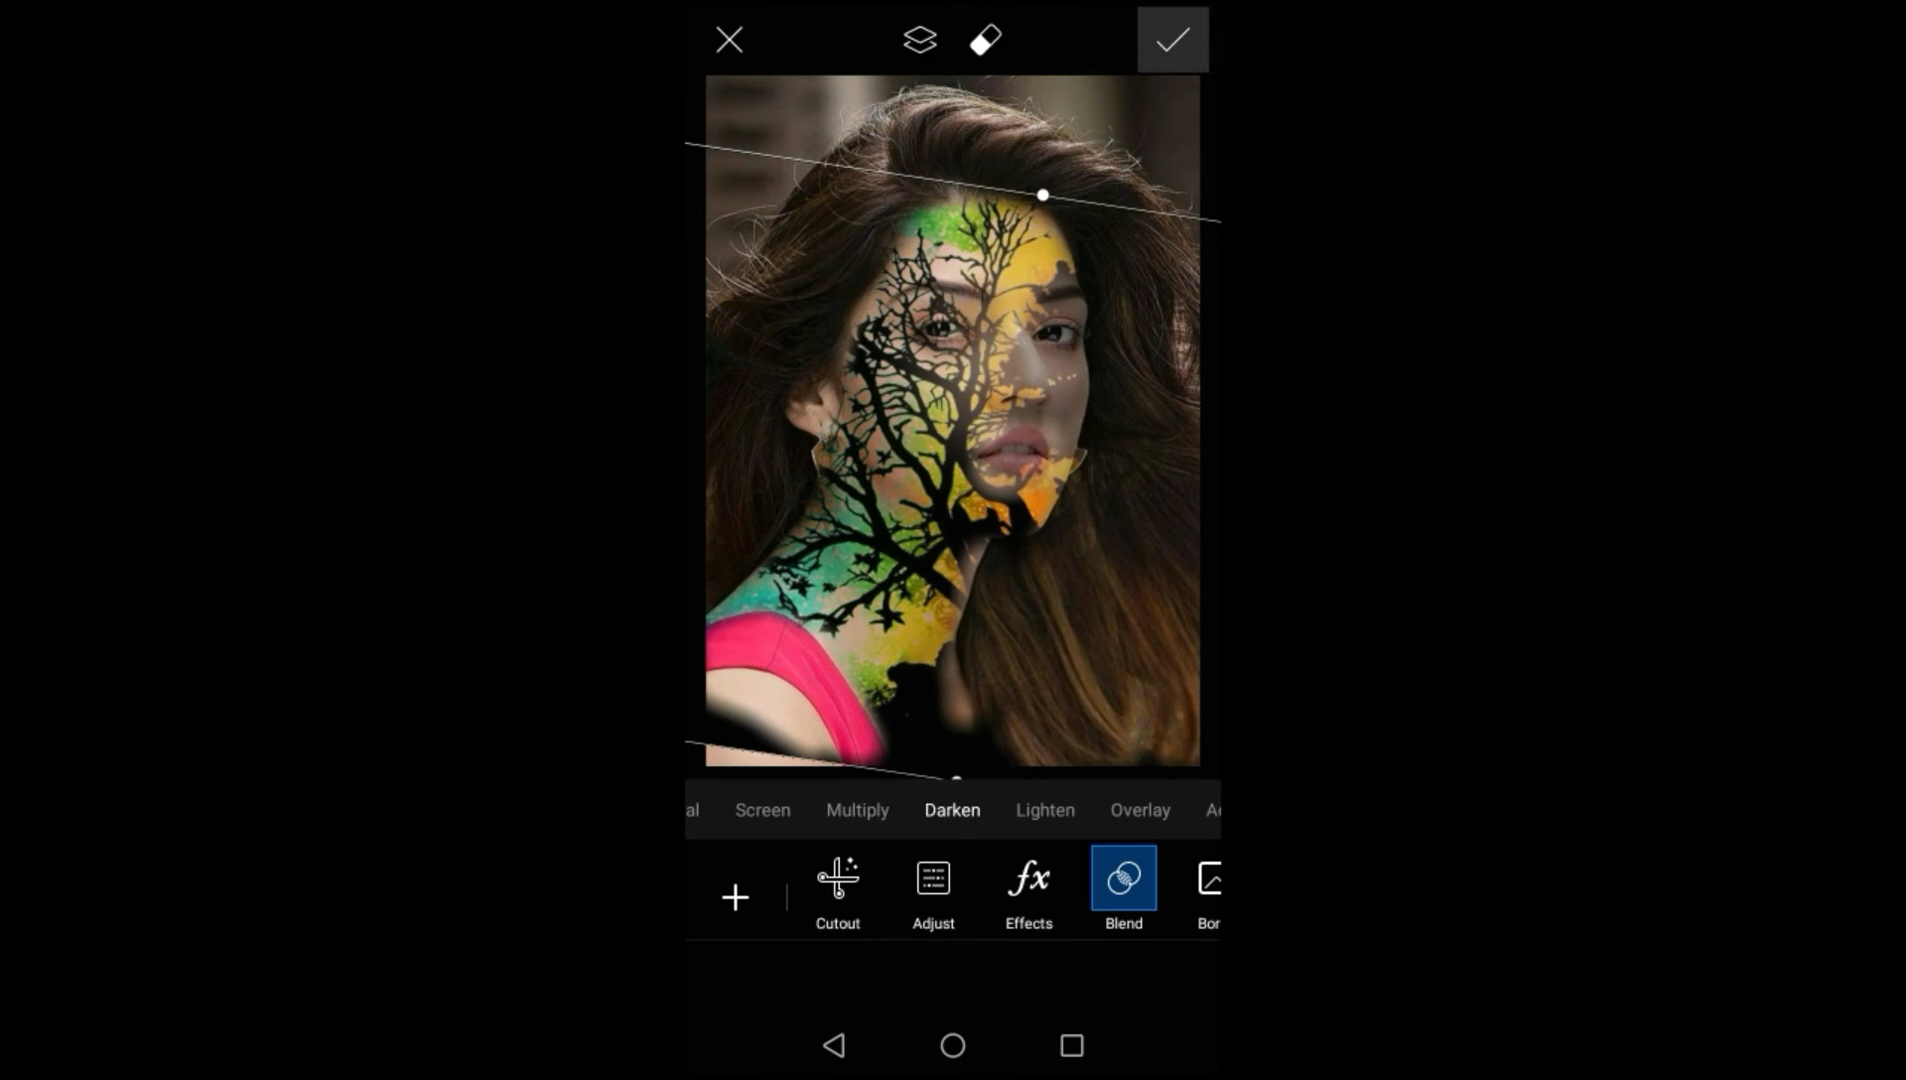 al Screen Multiply Darken Lighten Overlay
Cutout Adjust Effects Blend Bor